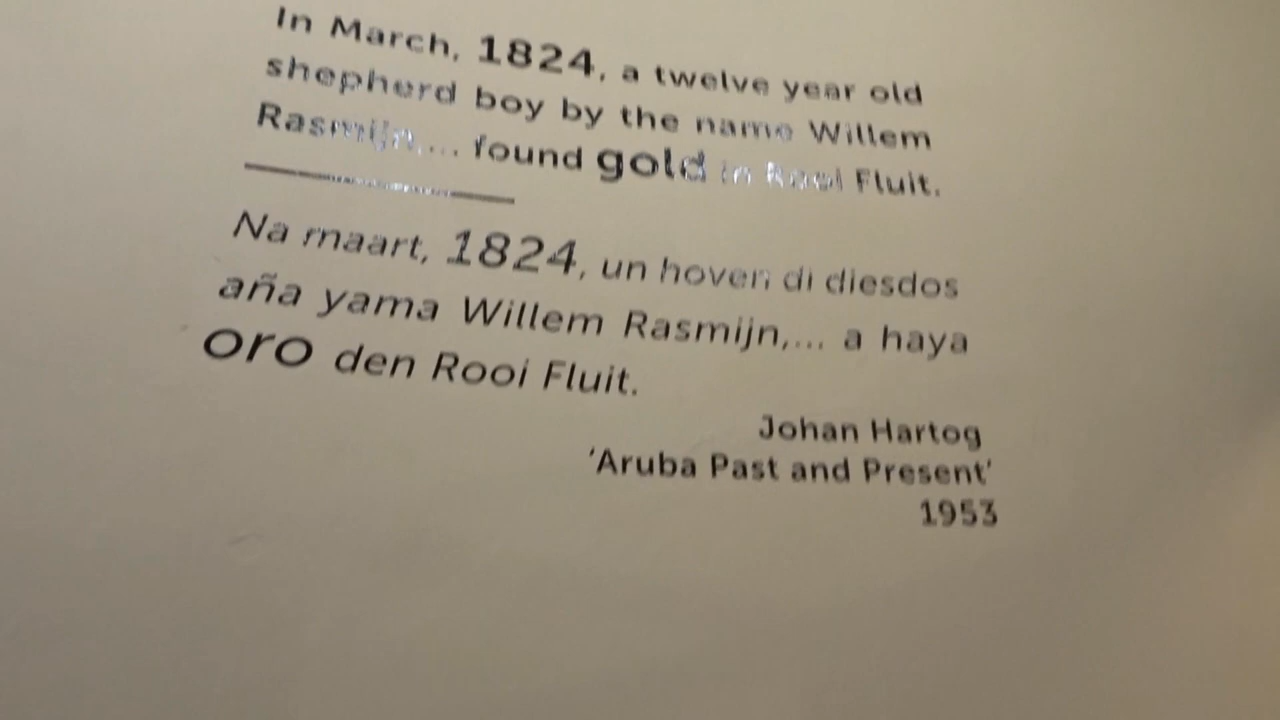 In March, 1824, a twelve year old
shepherd boy by the name Willem
Rasmijn,... found gold in Rooi Fluit.
Na maart, 1824, un hoven di diesdos
aña yama Willem Rasmijn,... a haya
oro den Rooi Fluit.
Johan Hartog
'Aruba Past and Present'
1953